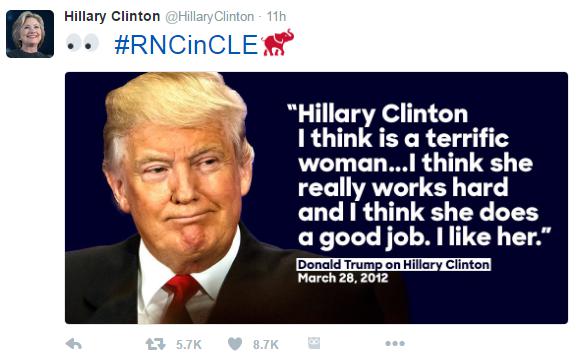 Hillary Clinton @HillaryClinton · 11h
👀 #RNCinCLE
“Hillary Clinton
I think is a terrific
woman...I think she
really works hard
and I think she does
a good job. I like her.”
Donald Trump on Hillary Clinton
March 28, 2012
5.7K 8.7K